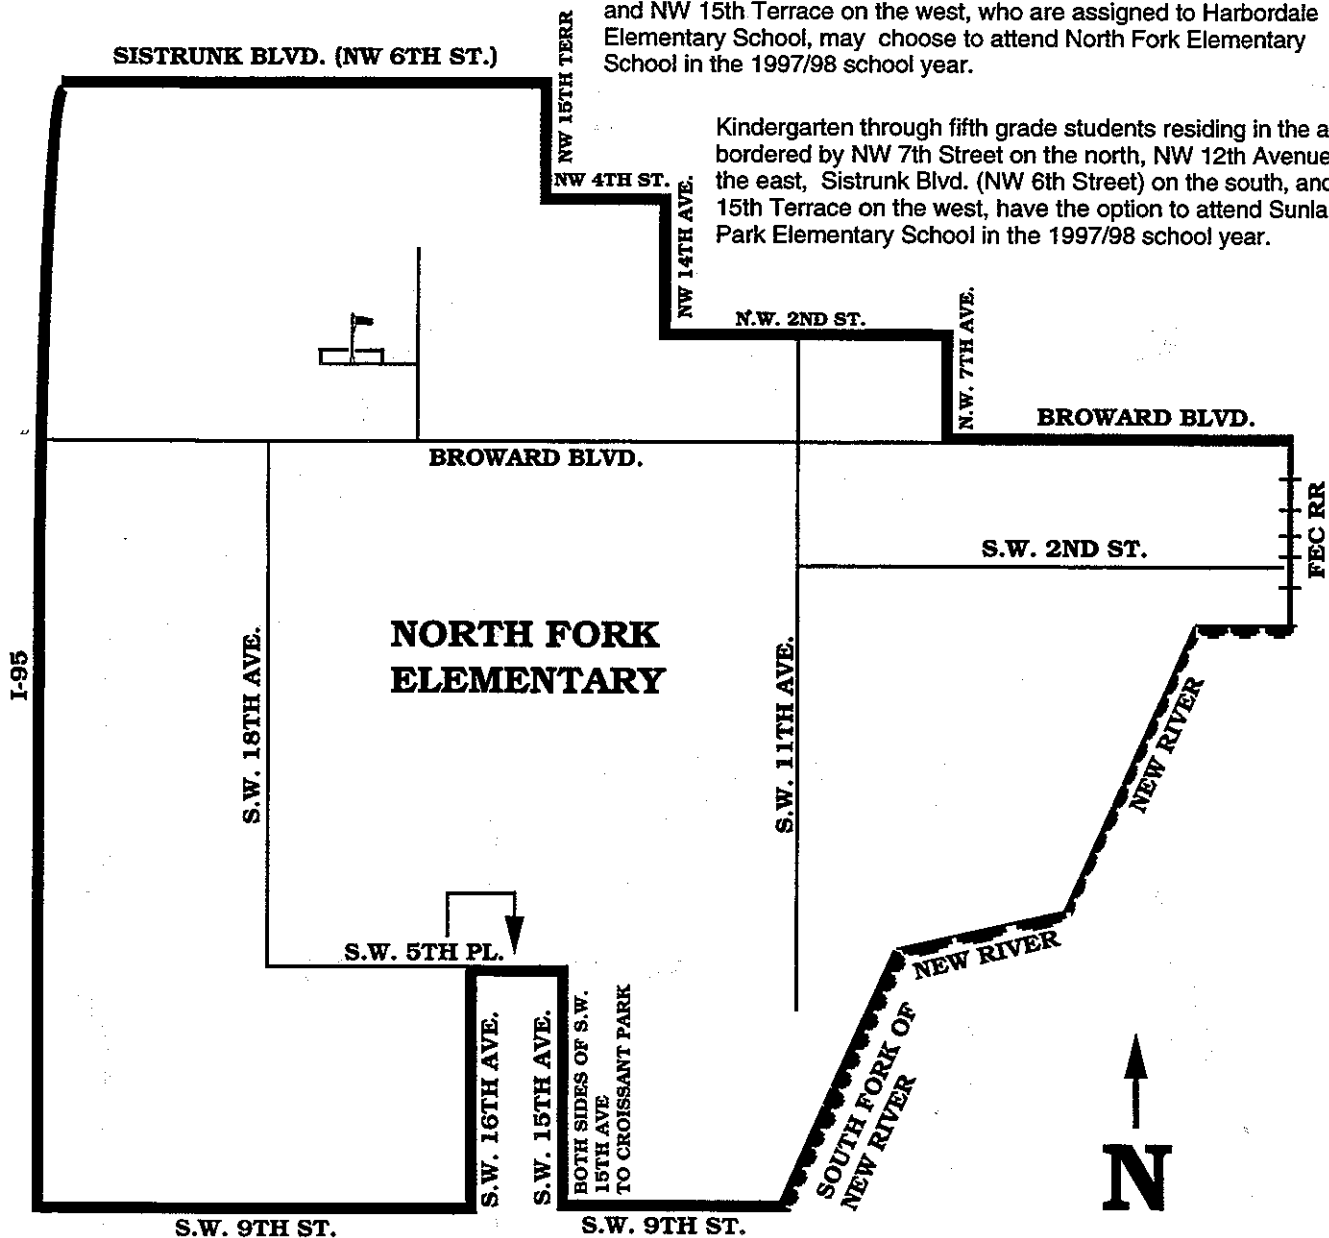 and NW 15th Terrace on the west, who are assigned to Harbordale
Elementary School, may choose to attend North Fork Elementary
School in the 1997/98 school year.
SISTRUNK BLVD. (NW 6TH ST.)
NW 15TH TERR
Kindergarten through fifth grade students residing in the a
bordered by NW 7th Street on the north, NW 12th Avenue
the east, Sistrunk Blvd. (NW 6th Street) on the south, and
15th Terrace on the west, have the option to attend Sunla
Park Elementary School in the 1997/98 school year.
NW 4TH ST.
NW 14TH AVE.
N.W. 2ND ST.
N.W. 7TH AVE.
BROWARD BLVD.
BROWARD BLVD.
FEC RR
S.W. 2ND ST.
NORTH FORK
ELEMENTARY
I-95
S.W. 18TH AVE.
S.W. 11TH AVE.
NEW RIVER
S.W. 5TH PL.
NEW RIVER
S.W. 16TH AVE.
S.W. 15TH AVE.
BOTH SIDES OF S.W.
15TH AVE
TO CROISSANT PARK
SOUTH FORK OF
NEW RIVER
N
S.W. 9TH ST.
S.W. 9TH ST.